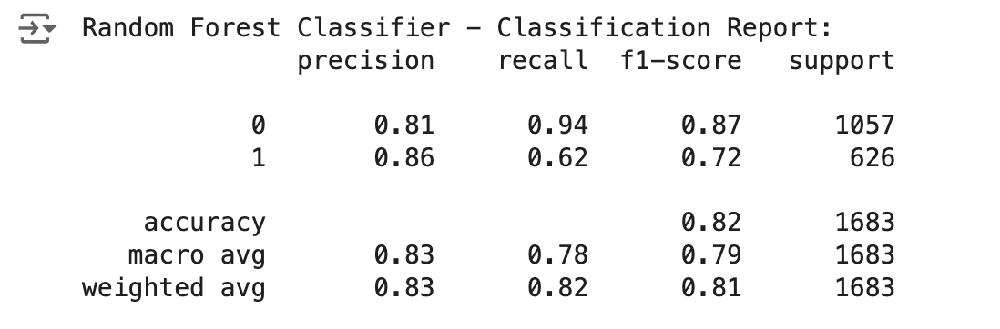 Random Forest Classifier - Classification Report:
precision recall f1-score support
0 0.81 0.94 0.87 1057
1 0.86 0.62 0.72 626
accuracy 0.82 1683
macro avg 0.83 0.78 0.79 1683
weighted avg 0.83 0.82 0.81 1683